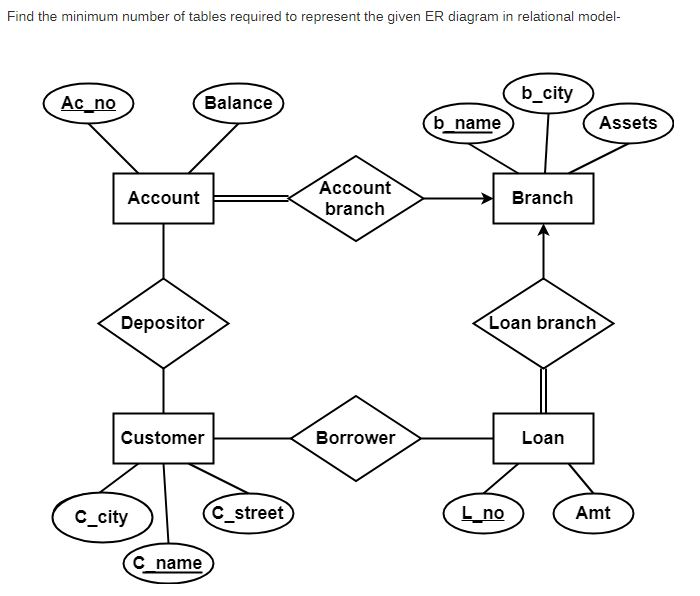 Find the minimum number of tables required to represent the given ER diagram in relational model-
Ac_no
Balance
b_name
b_city
Assets
Account
Account
branch
Branch
Depositor
Loan branch
Customer
Borrower
Loan
C_city
C_name
C_street
L_no
Amt